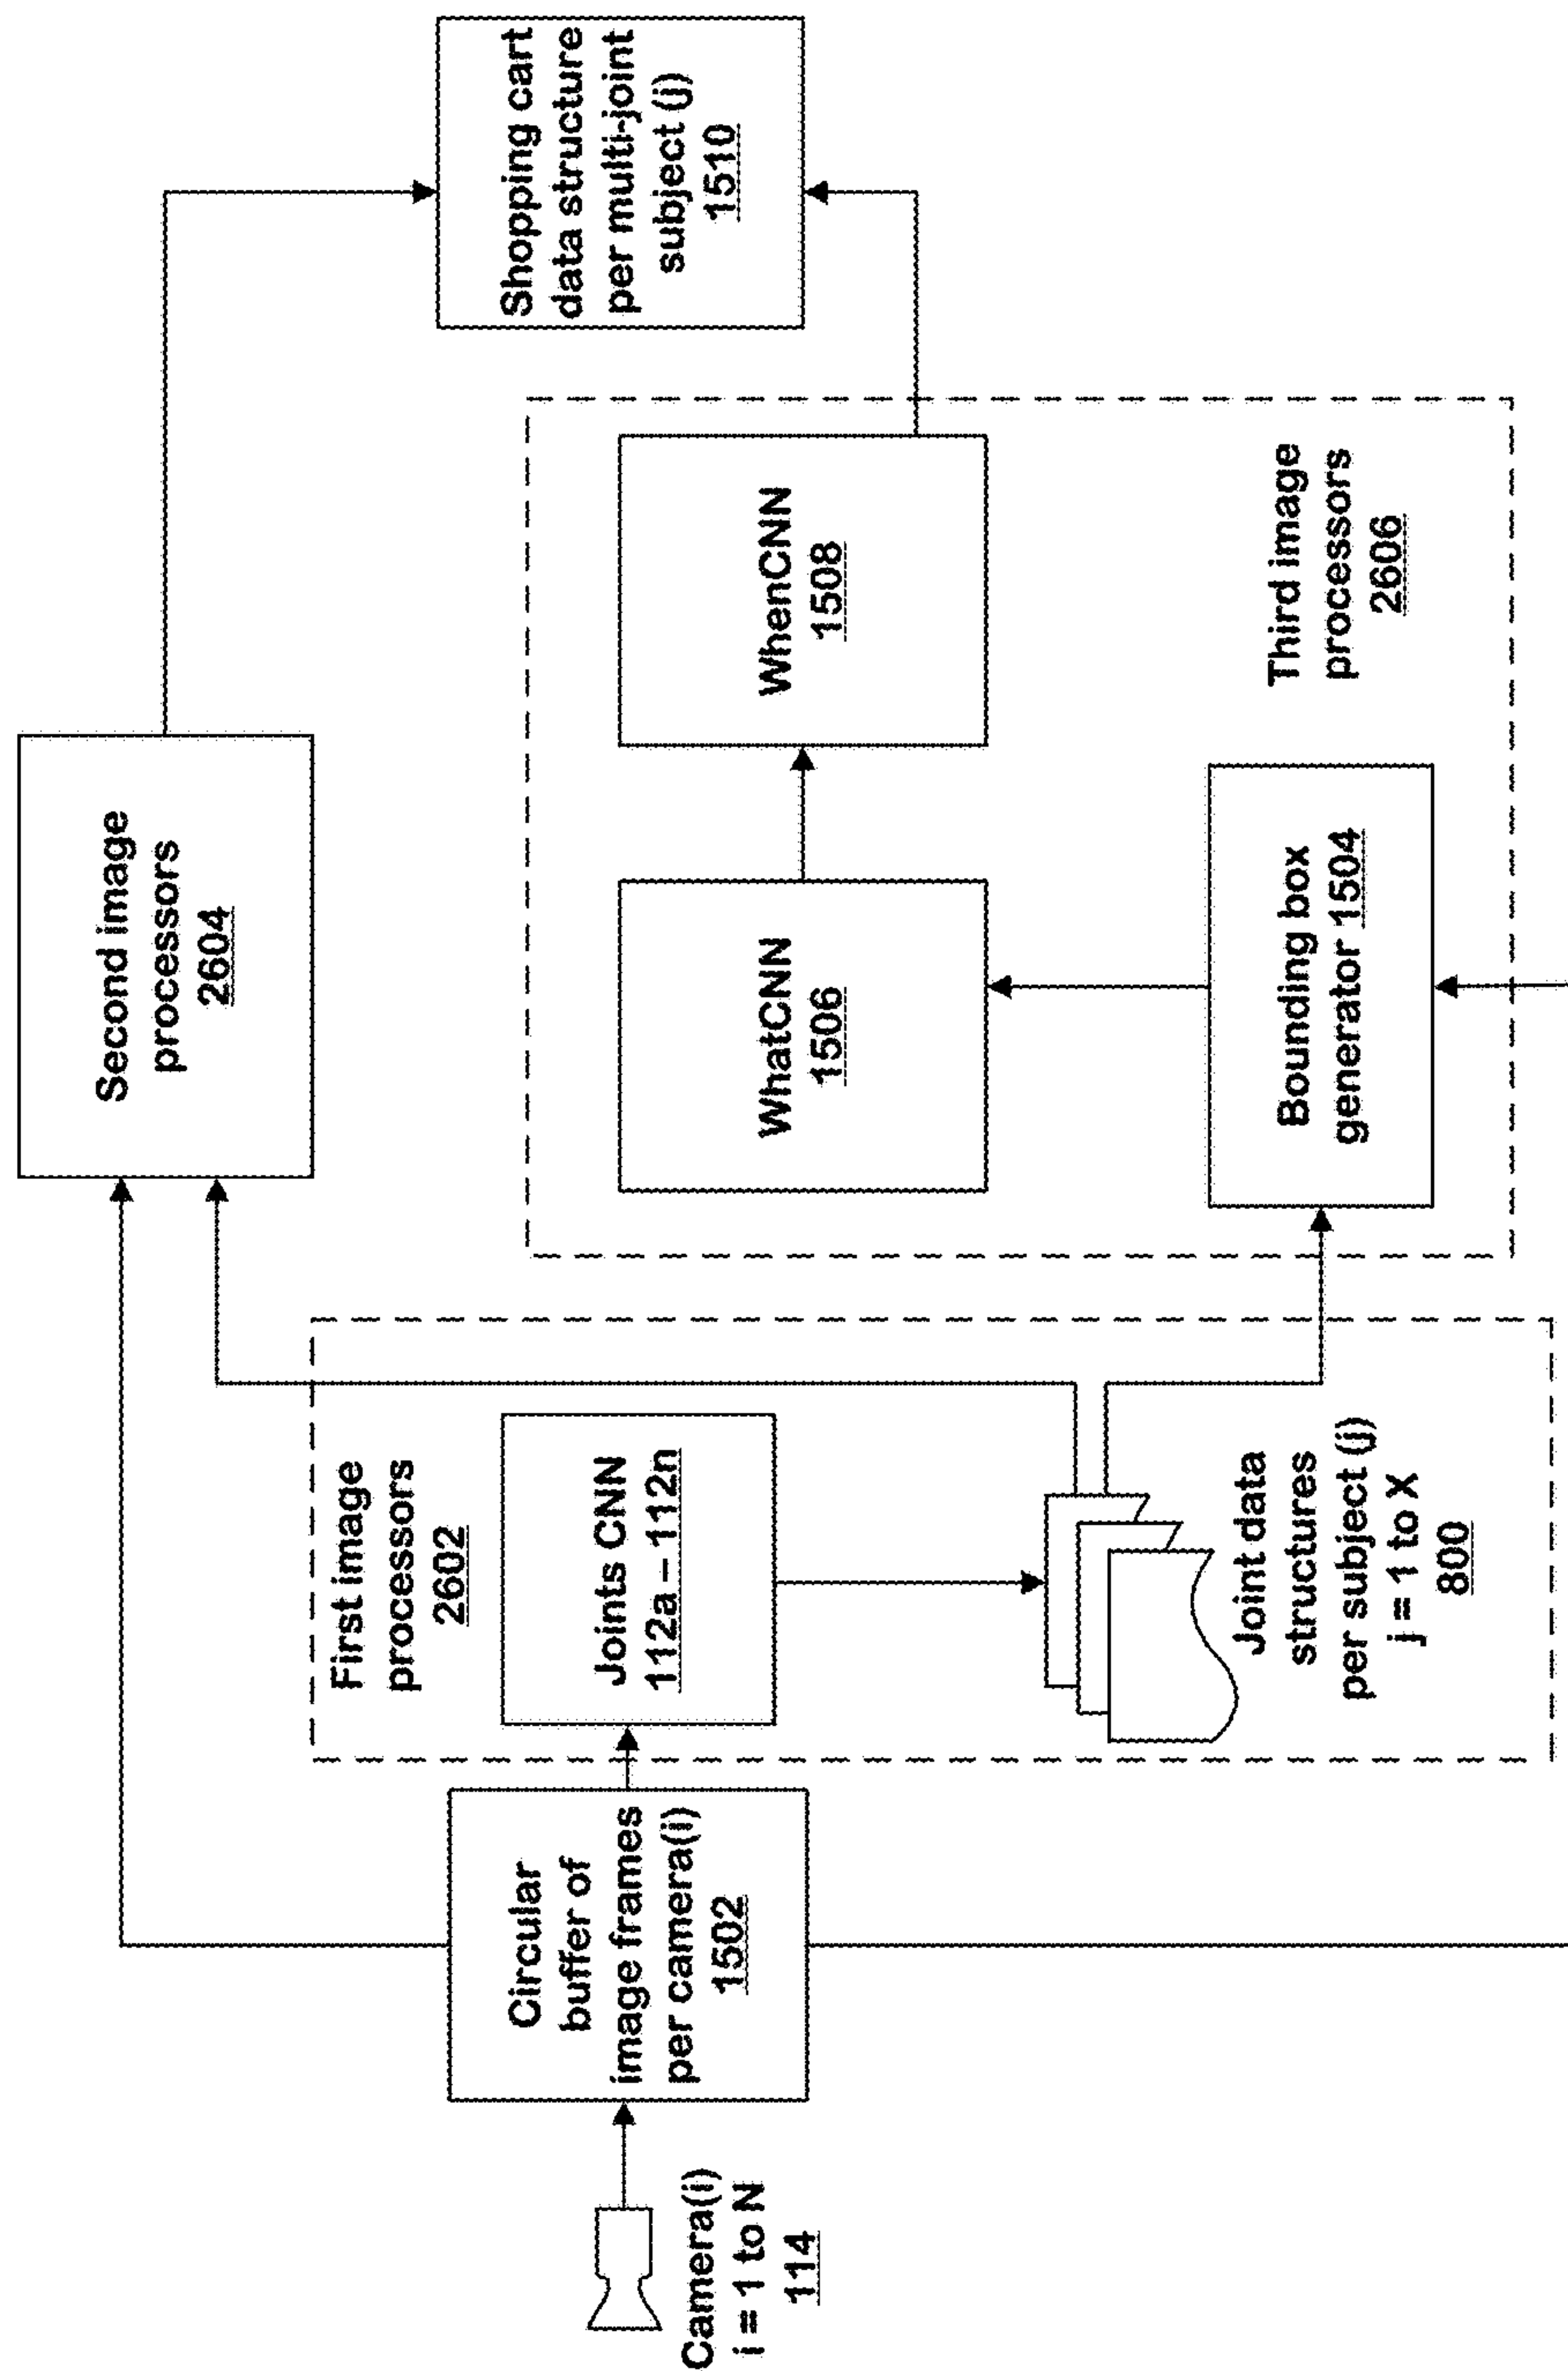 Camera(i)
i = 1 to N
114
Circular
buffer of
image frames
per camera(i)
1502
First image
processors
2602
Joints CNN
112a – 112n
Joint data
structures
per subject (j)
j = 1 to X
800
Second image
processors
2604
WhatCNN
1506
Bounding box
generator 1504
WhenCNN
1508
Third image
processors
2606
Shopping cart
data structure
per multi-joint
subject (j)
1510